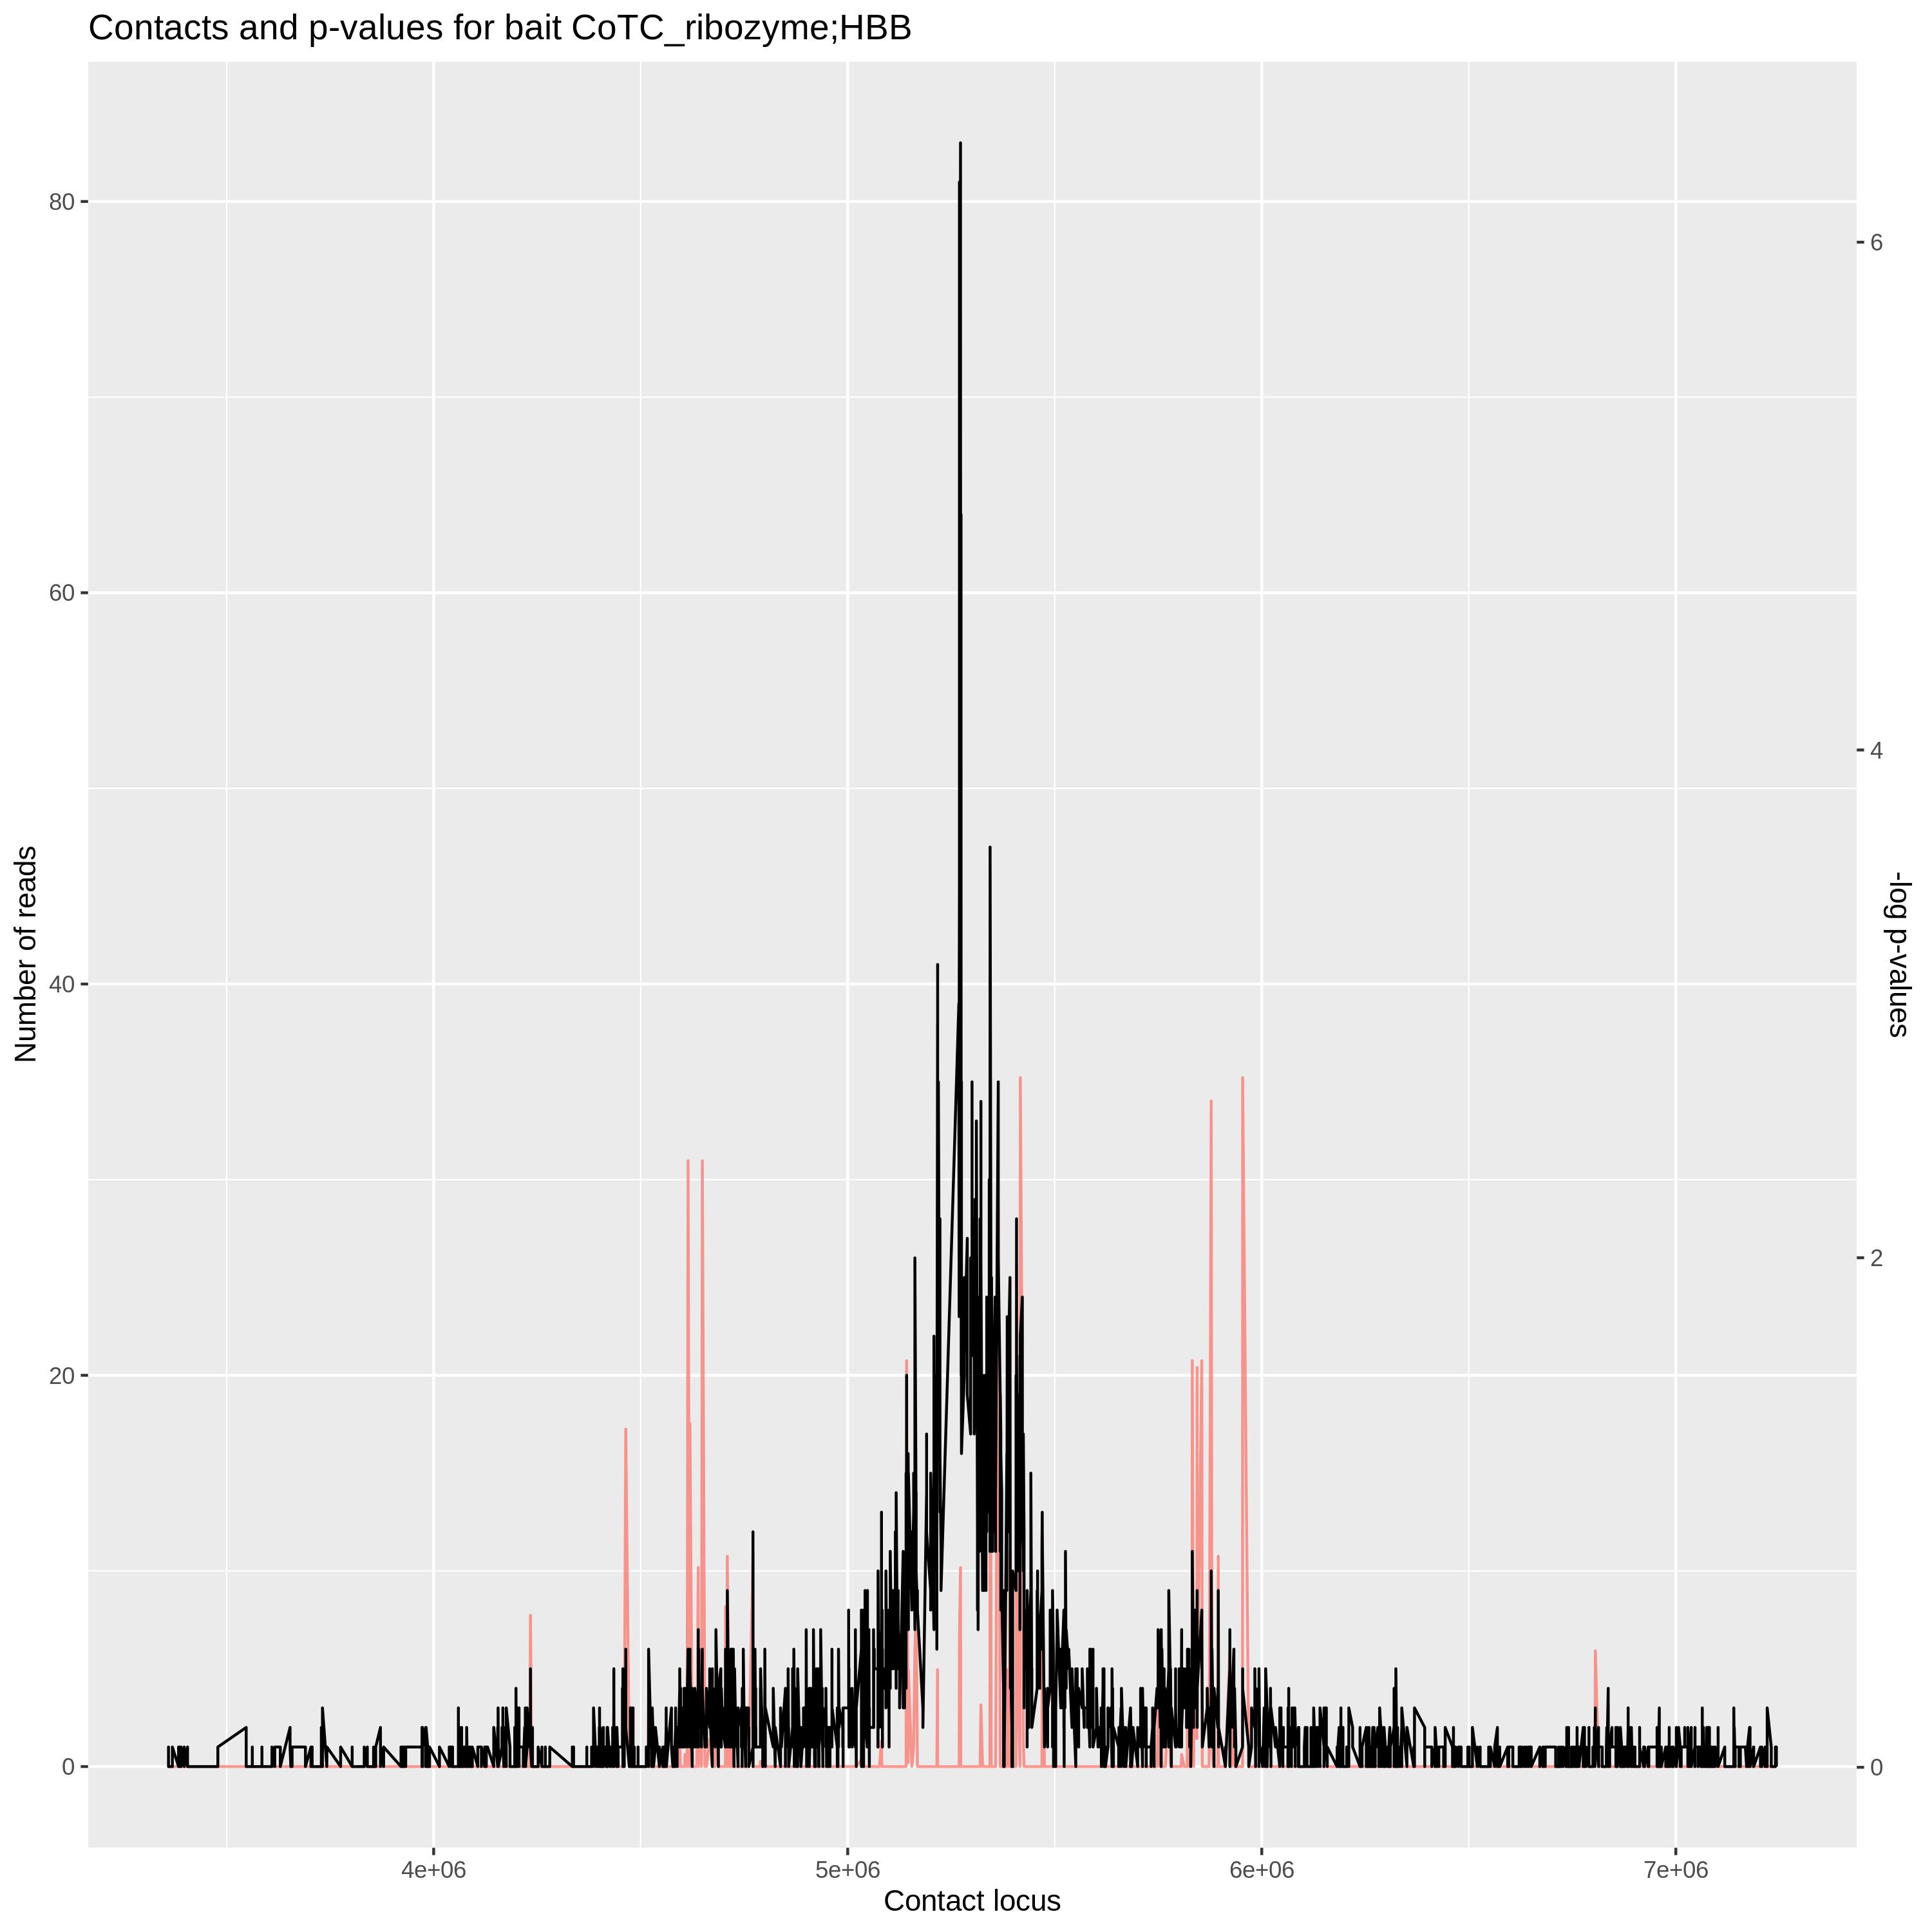 Contacts and p-values for bait CoTC_ribozyme;HBB
80
60
40
20
0
Number of reads
6
4
2
0
-log p-values
4e+06 5e+06 6e+06 7e+06
Contact locus